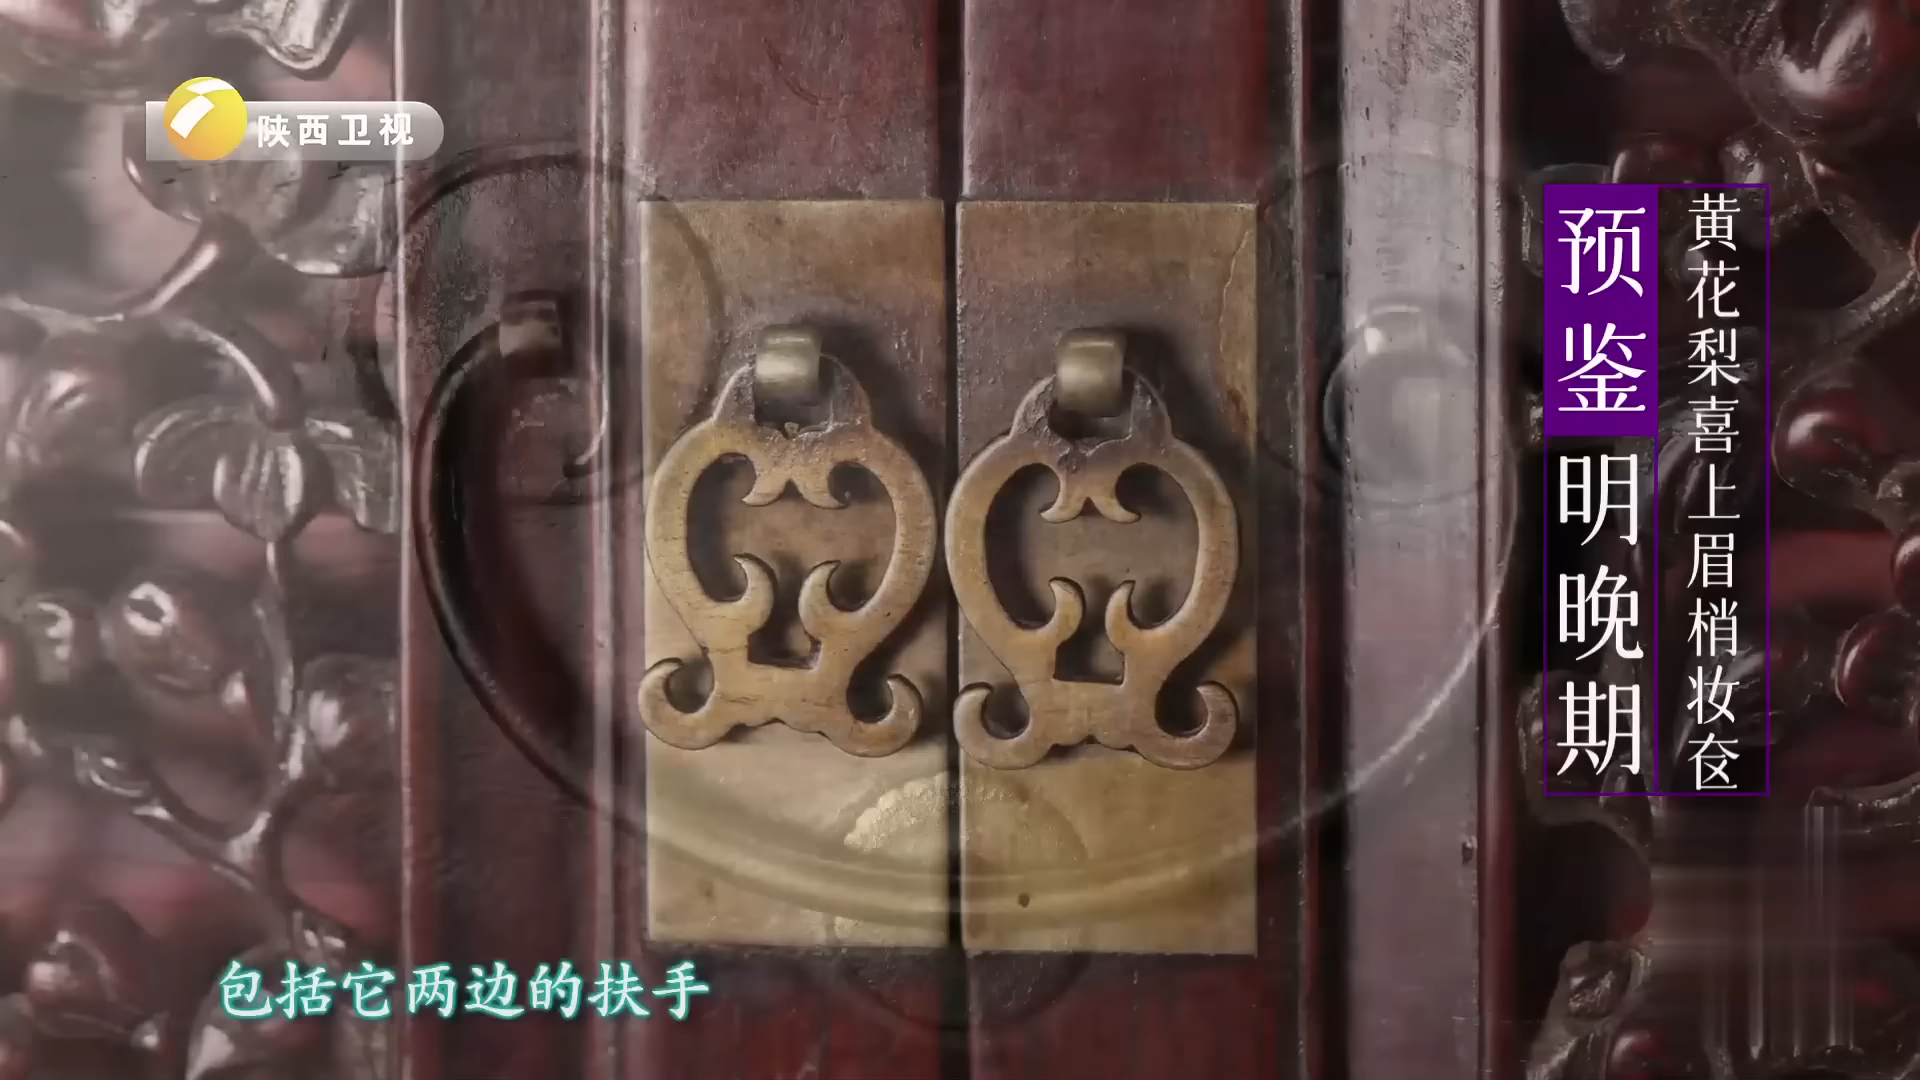 陕西卫视
黄花梨喜上眉梢妆奁
预鉴明晚期
包括它两边的扶手